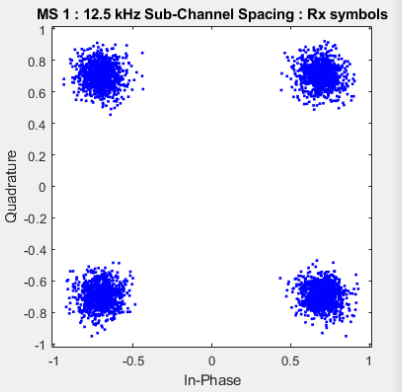 MS 1 : 12.5 kHz Sub-Channel Spacing : Rx symbols
1
0.8
0.6
0.4
0.2
0
-0.2
-0.4
-0.6
-0.8
-1
Quadrature
-1 -0.5 0 0.5 1
In-Phase